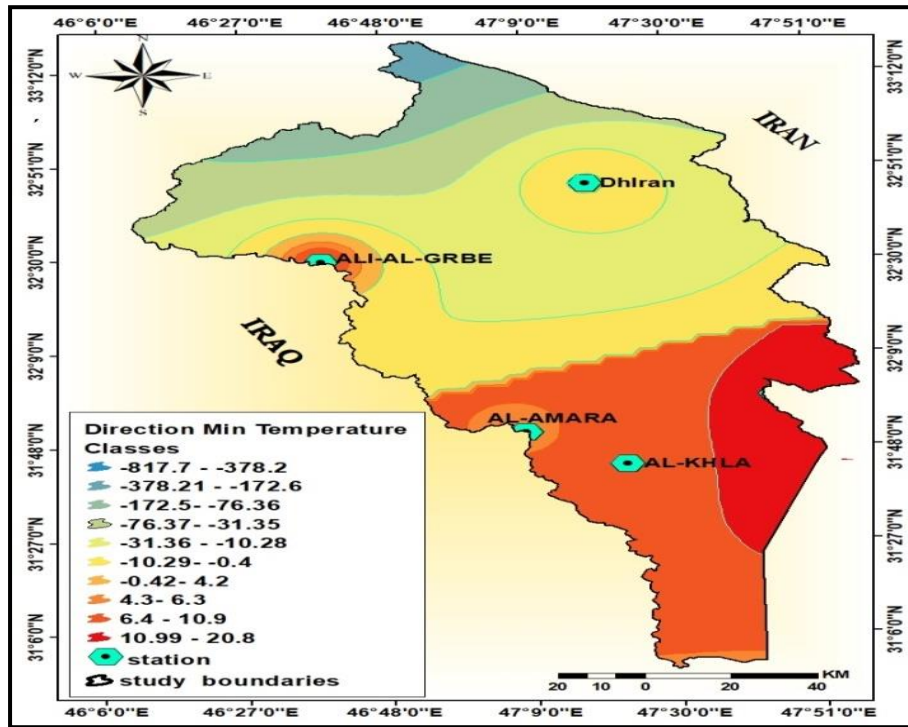 46°6'0"E 46°27'0"E 46°48'0"E 47°9'0"E 47°30'0"E 47°51'0"E
N
W E
S
33°12'0"N 33°12'0"N
IRAN
32°51'0"N 32°51'0"N
DhIran
32°30'0"N 32°30'0"N
ALI-AL-GRBE
IRAQ
32°9'0"N 32°9'0"N
AL-AMARA
31°48'0"N 31°48'0"N
AL-KHLA
31°27'0"N 31°27'0"N
31°6'0"N 31°6'0"N
Direction Min Temperature
Classes
-817.7 - -378.2
-378.21 - -172.6
-172.5- -76.36
-76.37- -31.35
-31.36 - -10.28
-10.29- -0.4
-0.42- 4.2
4.3- 6.3
6.4 - 10.9
10.99 - 20.8
station
study boundaries
KM
20 10 0 20 40
46°6'0"E 46°27'0"E 46°48'0"E 47°9'0"E 47°30'0"E 47°51'0"E